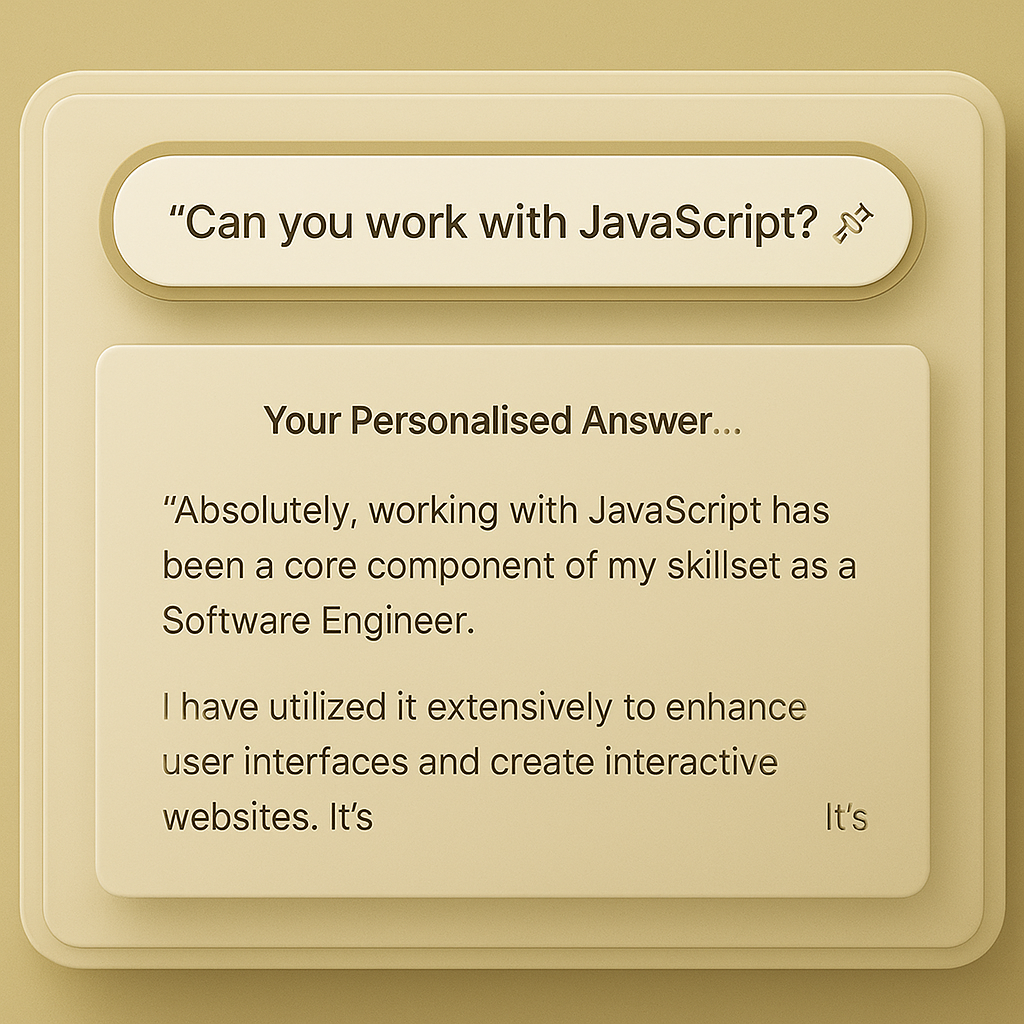 “Can you work with JavaScript?
Your Personalised Answer...
“Absolutely, working with JavaScript has
been a core component of my skillset as a
Software Engineer.
I have utilized it extensively to enhance
user interfaces and create interactive
websites. It’s It’s